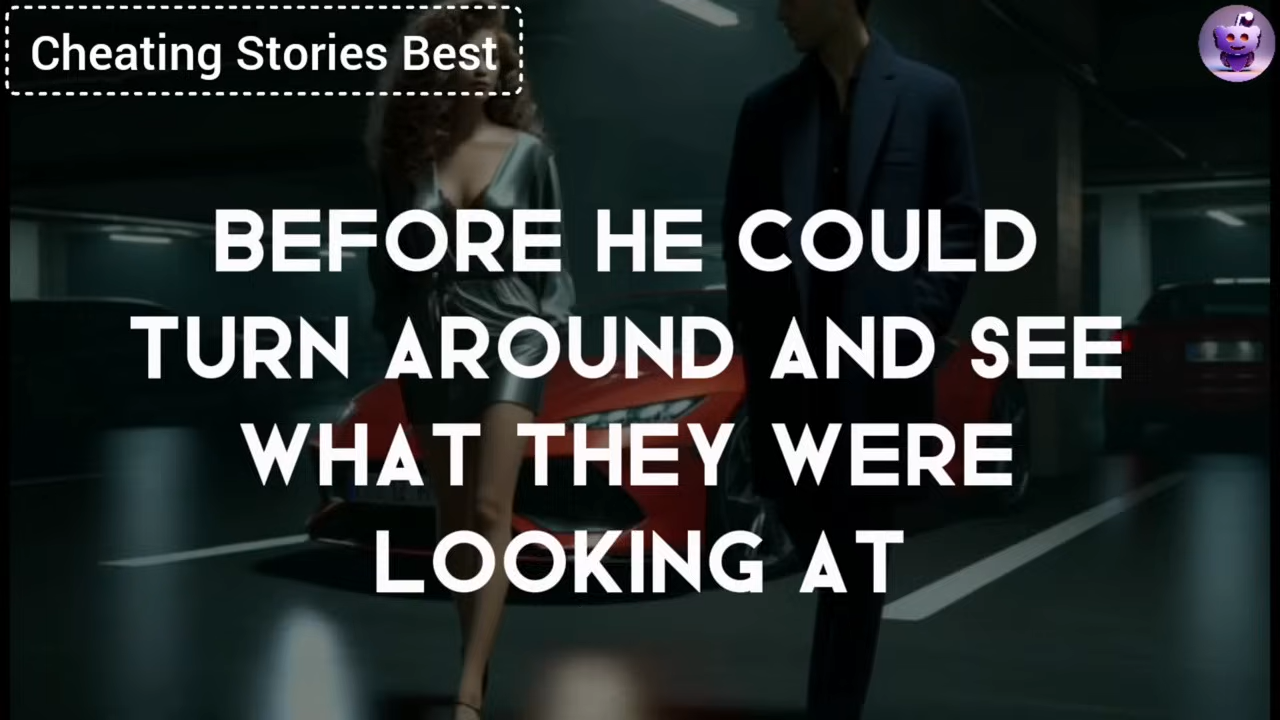 Cheating Stories Best
BEFORE HE COULD
TURN AROUND AND SEE
WHAT THEY WERE
LOOKING AT